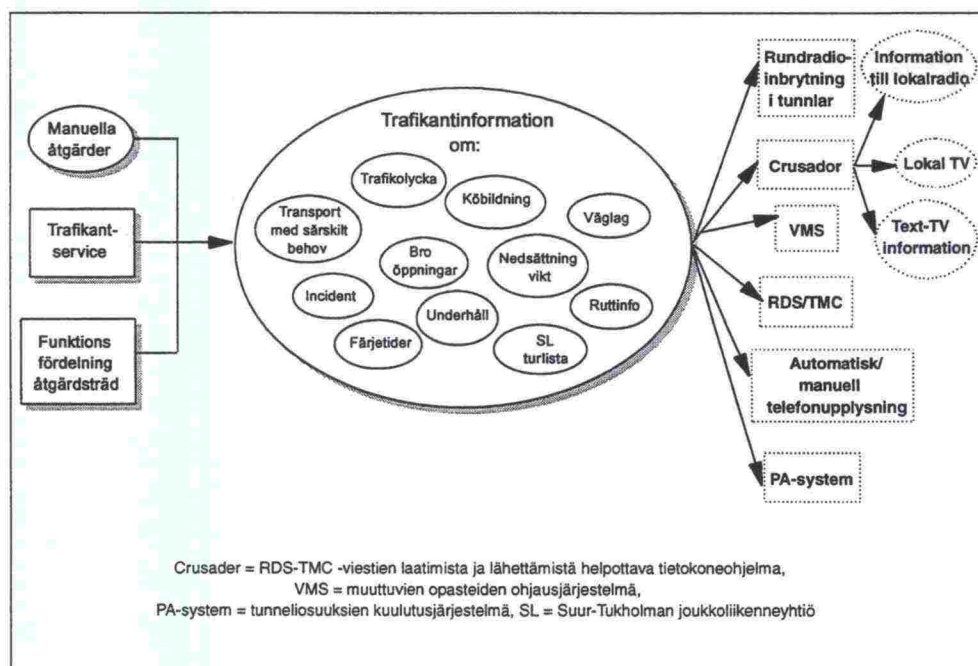 Manuella
åtgärder
Trafikant-
service
Funktions
fördelning
åtgärdsträd
Trafikantinformation
om:
Trafikolycka
Köbildning
Väglag
Transport
med särskilt
behov
Bro
öppningar
Nedsättning
vikt
Incident
Underhåll
Ruttinfo
Färjetider
SL
turlista
Rundradio-
inbrytning
i tunnlar
Information
till lokalradio
Crusador
Lokal TV
VMS
Text-TV
information
RDS/TMC
Automatisk/
manuell
telefonupplysning
PA-system
Crusader = RDS-TMC -viestien laatimista ja lähettämistä helpottava tietokoneohjelma,
VMS = muuttuvien opasteiden ohjausjärjestelmä,
PA-system = tunneliosuuksien kuulutusjärjestelmä, SL = Suur-Tukholman joukkoliikenneyhtiö